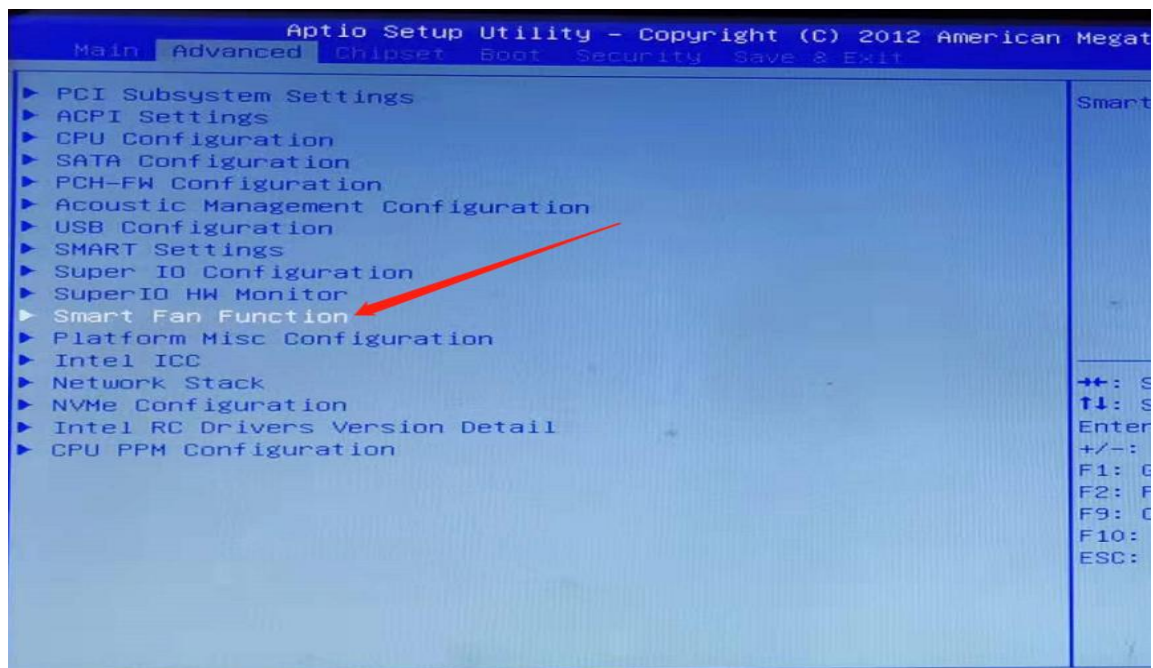 Aptio Setup Utility – Copyright (C) 2012 American Megat
Main Advanced Chipset Boot Security Save & Exit
PCI Subsystem Settings
ACPI Settings
CPU Configuration
SATA Configuration
PCH-FW Configuration
Acoustic Management Configuration
USB Configuration
SMART Settings
Super IO Configuration
SuperIO HW Monitor
Smart Fan Function
Platform Misc Configuration
Intel ICC
Network Stack
NVMe Configuration
Intel RC Drivers Version Detail
CPU PPM Configuration
Smart
→←: S
↑↓: S
Enter
+/-:
F1: G
F2: P
F9: O
F10:
ESC: